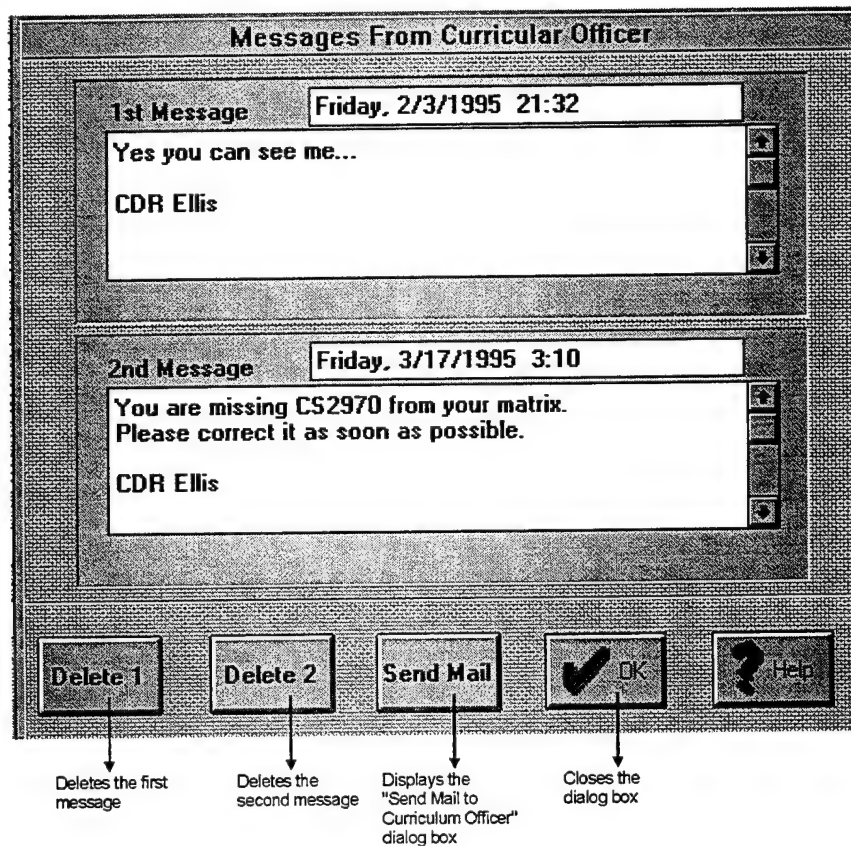 Messages From Curricular Officer
1st Message
Friday, 2/3/1995 21:32
Yes you can see me...
CDR Ellis
2nd Message
Friday, 3/17/1995 3:10
You are missing CS2970 from your matrix.
Please correct it as soon as possible.
CDR Ellis
Delete 1
Delete 2
Send Mail
OK
Help
Deletes the first
message
Deletes the
second message
Displays the
"Send Mail to
Curriculum Officer"
dialog box
Closes the
dialog box